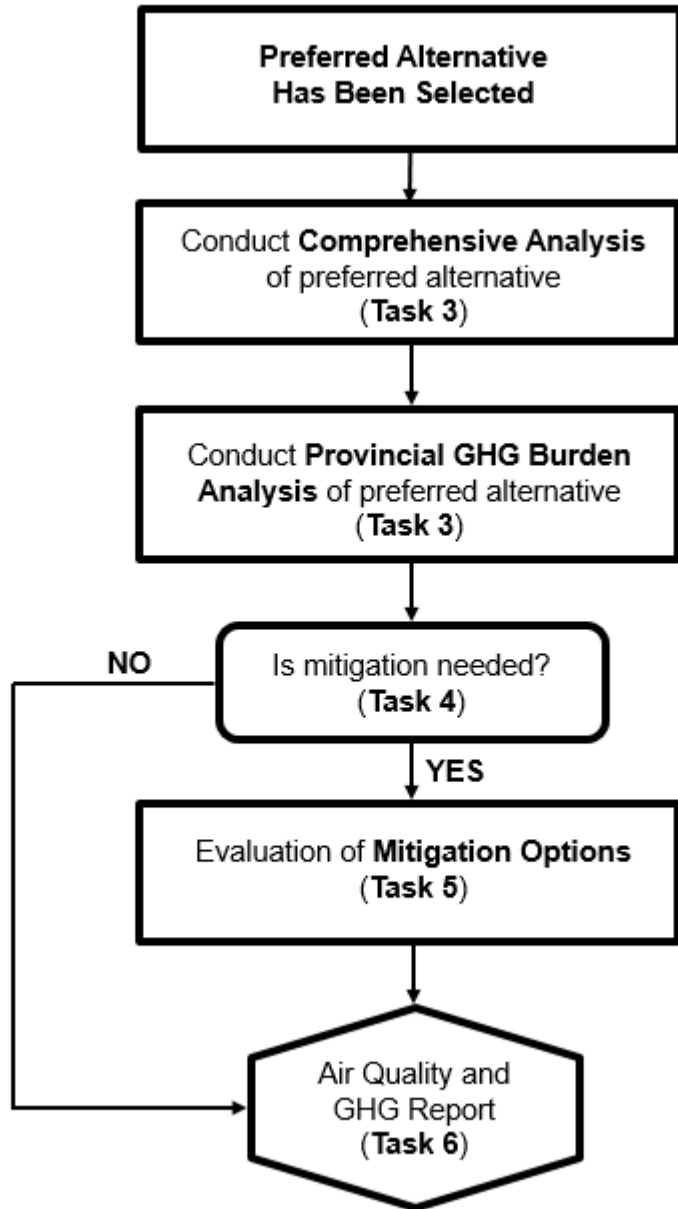 Preferred Alternative
Has Been Selected
Conduct Comprehensive Analysis
of preferred alternative
(Task 3)
Conduct Provincial GHG Burden
Analysis of preferred alternative
(Task 3)
NO
Is mitigation needed?
(Task 4)
YES
Evaluation of Mitigation Options
(Task 5)
Air Quality and
GHG Report
(Task 6)